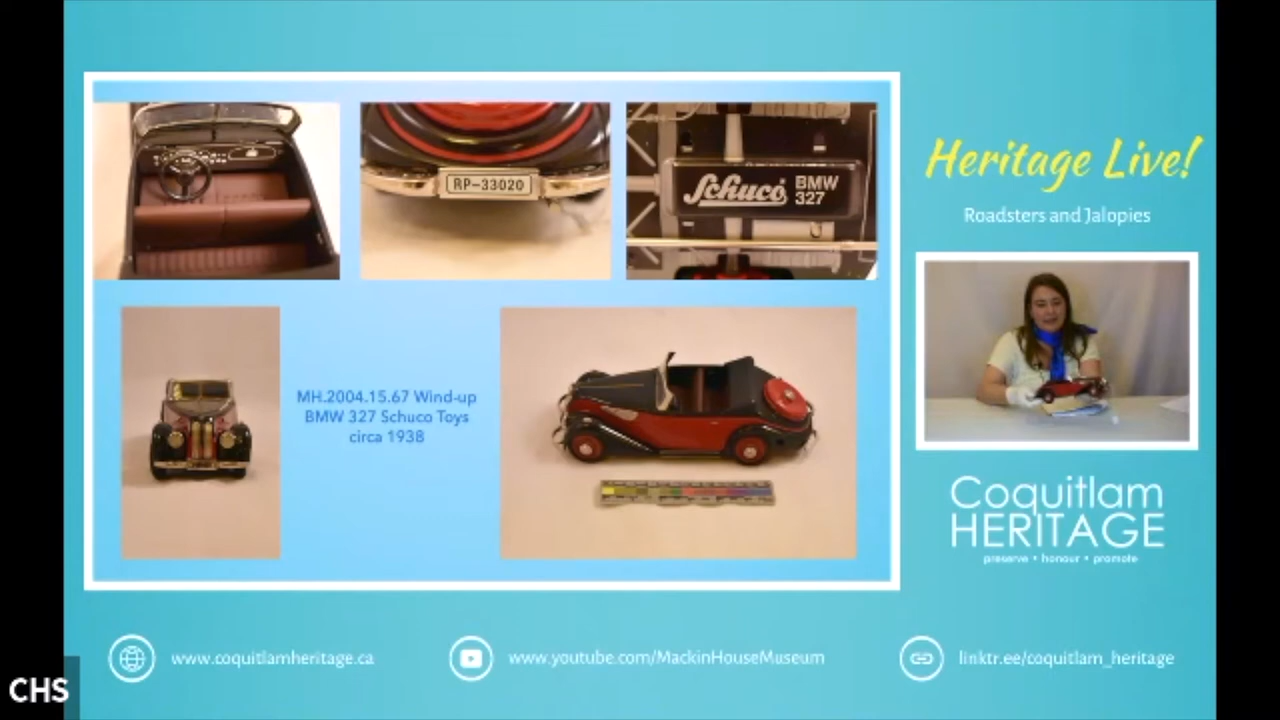 RP-33020
Schuco BMW
327
MH.2004.15.67 Wind-up
BMW 327 Schuco Toys
circa 1938
Heritage Live!
Roadsters and Jalopies
Coquitlam
HERITAGE
preserve • honour • promote
www.coquitlamheritage.ca
www.youtube.com/MackinHouseMuseum
linktr.ee/coquitlam_heritage
CHS